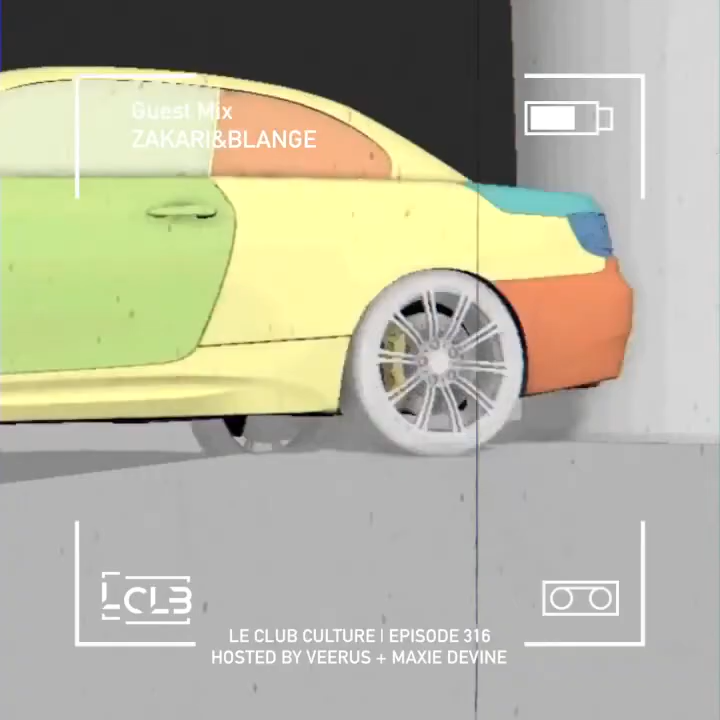 Guest Mix
ZAKARI&BLANGE
LCLB
LE CLUB CULTURE | EPISODE 316
HOSTED BY VEERUS + MAXIE DEVINE